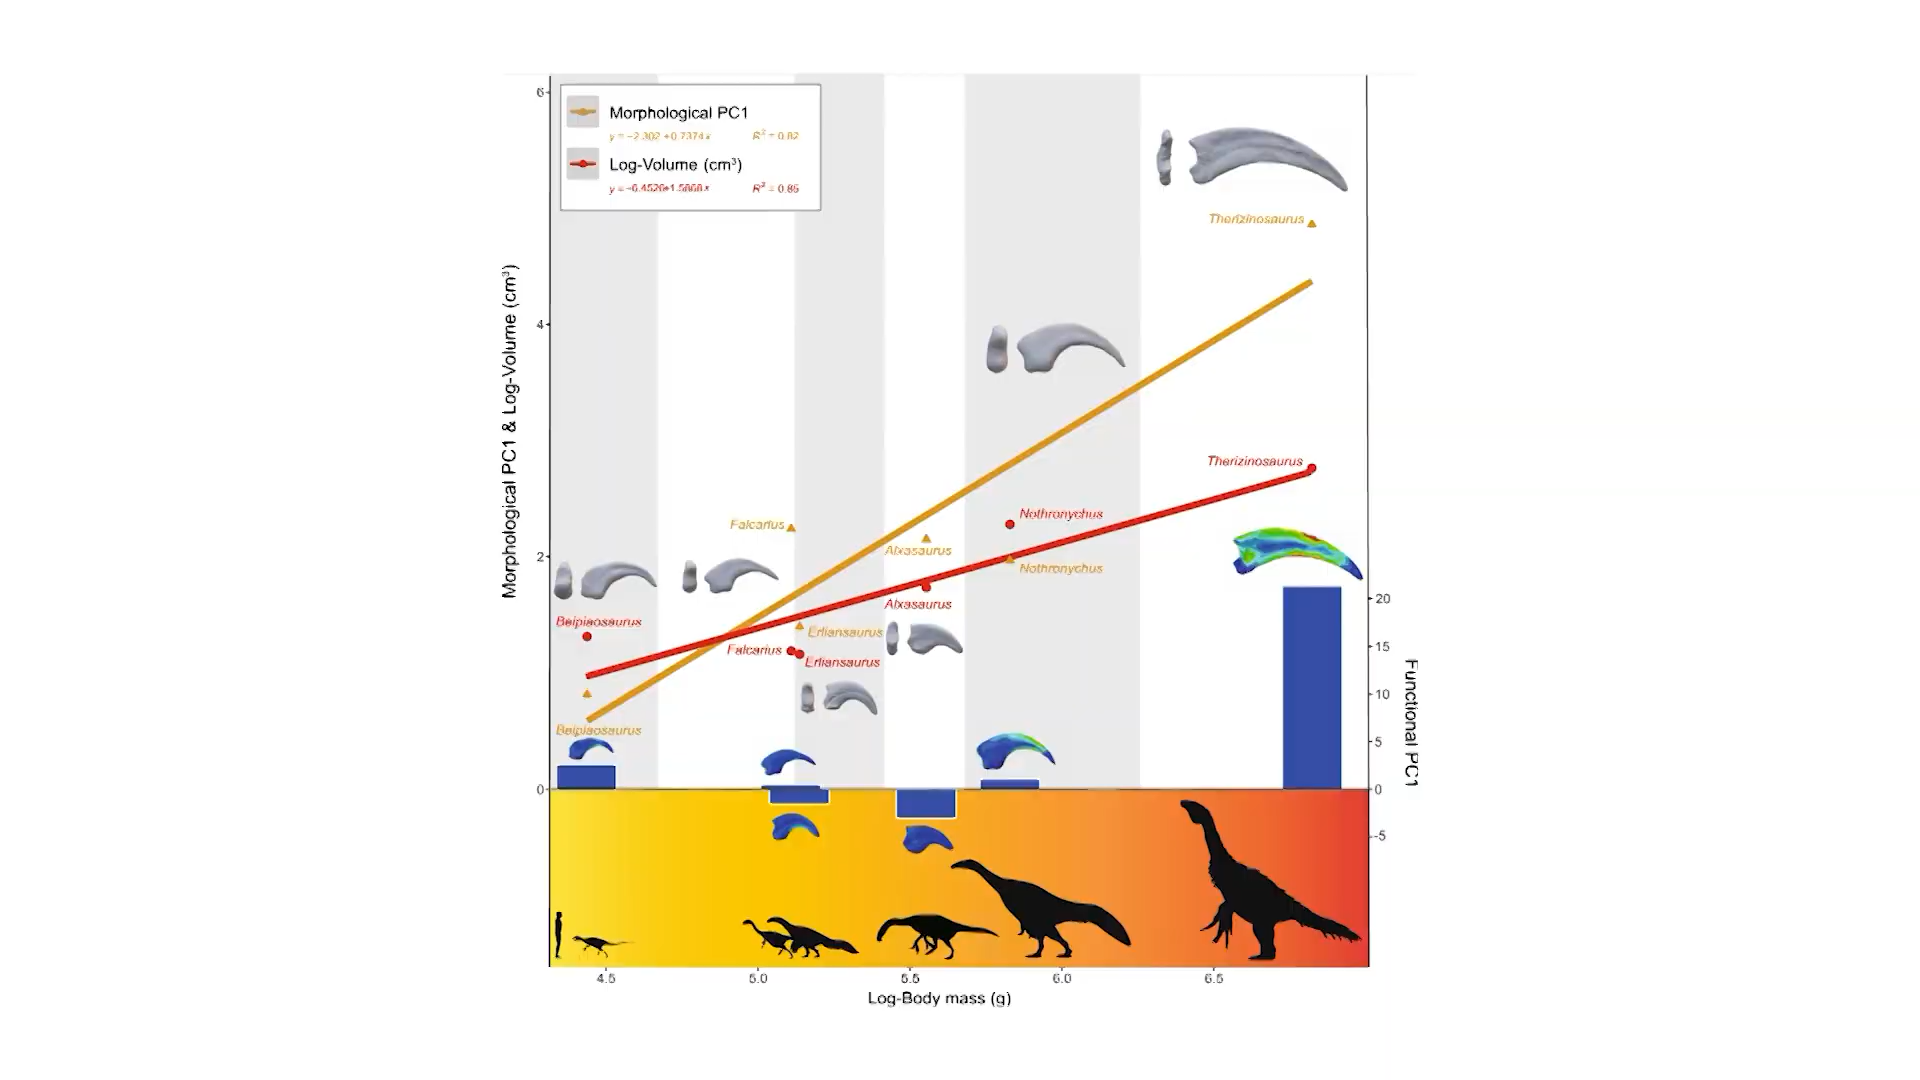 6
Morphological PC1
y = -2.302 +0.7374 x R² = 0.82
Log-Volume (cm³)
R² = 0.85
Therizinosaurus
Morphological PC1 & Log-Volume (cm³)
4
Therizinosaurus
Nothronychus
Falcarius
Alxasaurus
2
Nothronychus
20
Alxasaurus
Beipiaosaurus
Erliansaurus
Falcarius
15
Erliansaurus
10
Functional PC1
Beipiaosaurus
5
0
0
-5
4.5 5.0 5.5 6.0 6.5
Log-Body mass (g)